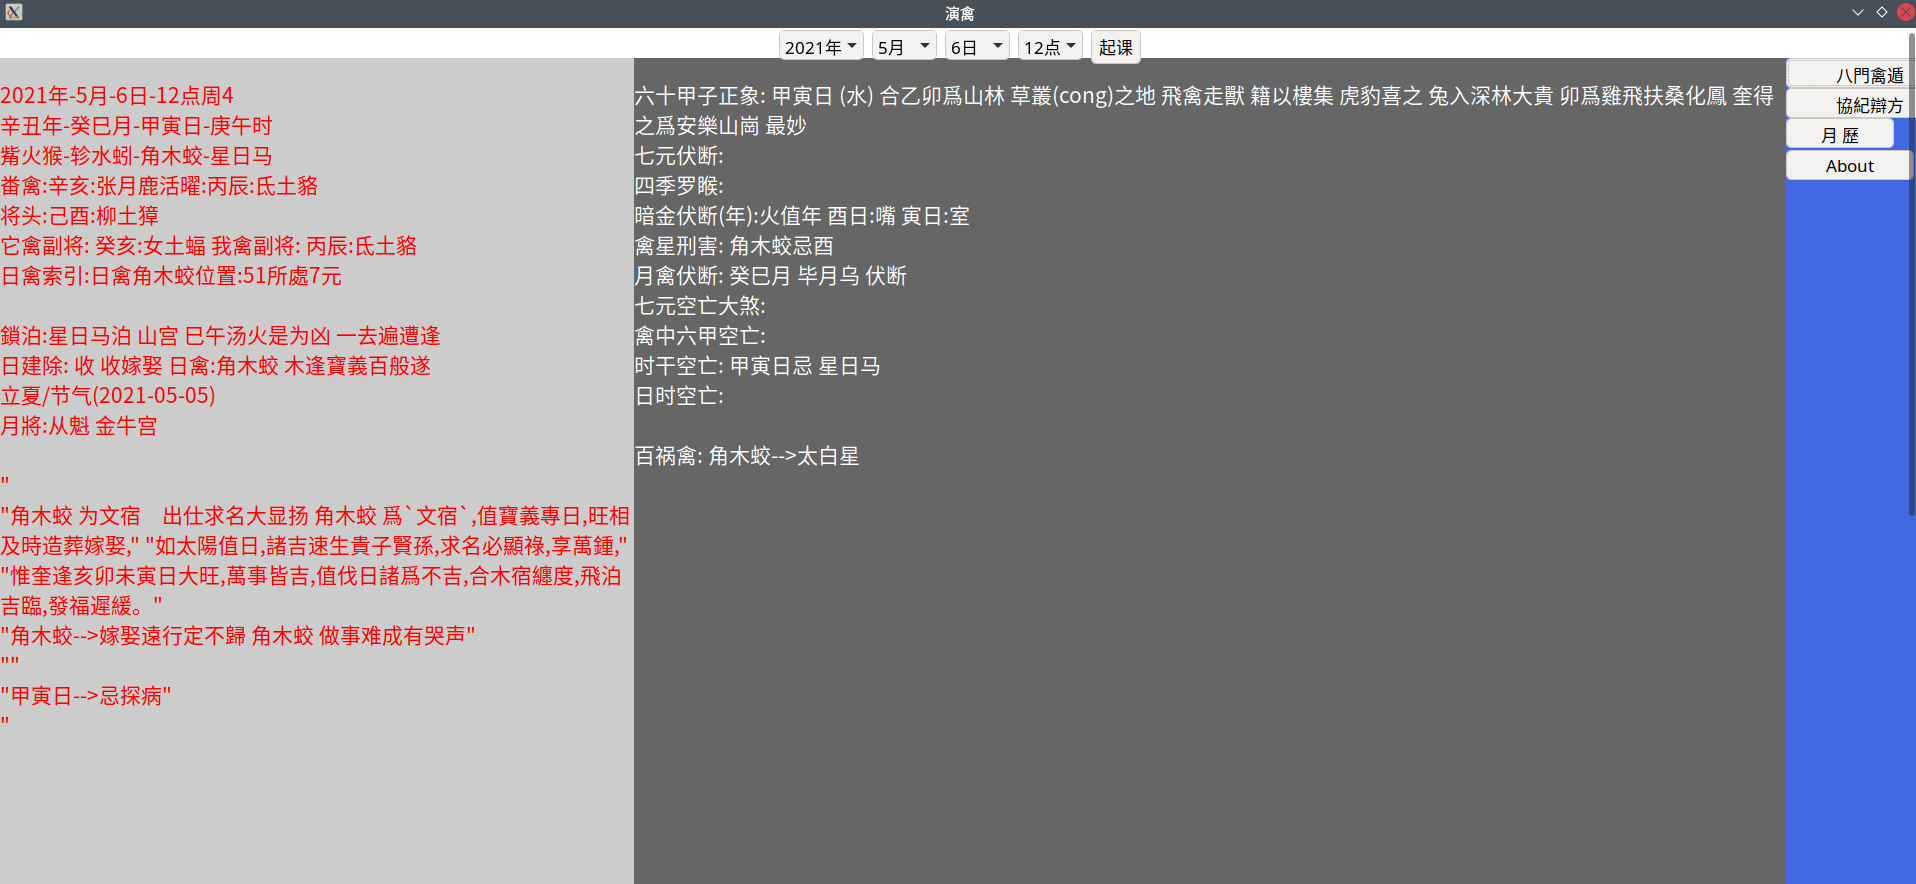 演禽
2021年 5月 6日 12点 起课
2021年-5月-6日-12点周4
辛丑年-癸巳月-甲寅日-庚午时
觜火猴-轸水蚓-角木蛟-星日马
畨禽:辛亥:张月鹿活曜:丙辰:氐土貉
将头:己酉:柳土獐
它禽副将: 癸亥:女土蝠 我禽副将: 丙辰:氐土貉
日禽索引:日禽角木蛟位置:51所處7元
鎖泊:星日马泊 山宫 巳午汤火是为凶 一去遍遭逢
日建除: 收 收嫁娶 日禽:角木蛟 木逢寶義百般遂
立夏/节气(2021-05-05)
月將:从魁 金牛宫
"
"角木蛟 为文宿　出仕求名大显扬 角木蛟 爲`文宿`,值寶義專日,旺相
及時造葬嫁娶," "如太陽值日,諸吉速生貴子賢孫,求名必顯祿,享萬鍾,"
"惟奎逢亥卯未寅日大旺,萬事皆吉,值伐日諸爲不吉,合木宿纏度,飛泊
吉臨,發福遲緩。"
"角木蛟-->嫁娶遠行定不歸 角木蛟 做事难成有哭声"
""
"甲寅日-->忌探病"
"
六十甲子正象: 甲寅日 (水) 合乙卯爲山林 草叢(cong)之地 飛禽走獸 籍以棲集 虎豹喜之 兔入深林大貴 卯爲雞飛扶桑化鳳 奎得
之爲安樂山崗 最妙
七元伏断:
四季罗睺:
暗金伏断(年):火值年 酉日:嘴 寅日:室
禽星刑害: 角木蛟忌酉
月禽伏断: 癸巳月 毕月乌 伏断
七元空亡大煞:
禽中六甲空亡:
时干空亡: 甲寅日忌 星日马
日时空亡:
百祸禽: 角木蛟-->太白星
八門禽遁
協紀辯方
月 歷
About